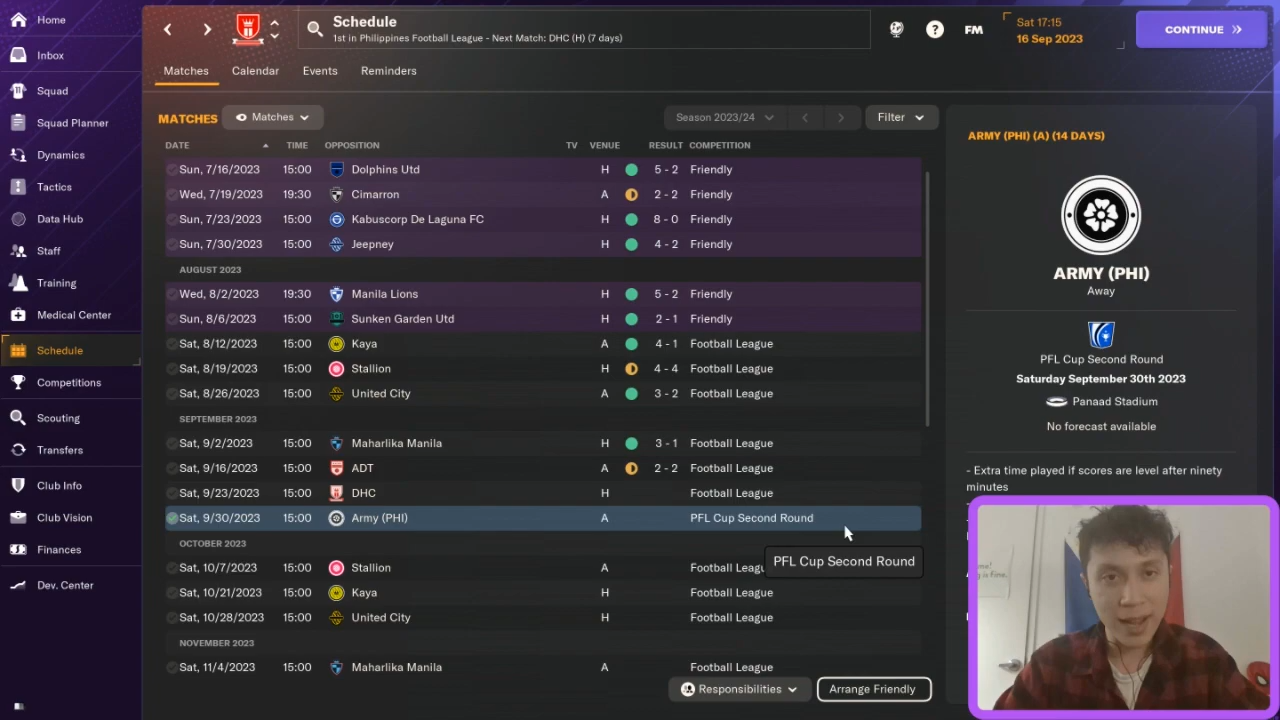 Home
Inbox
Squad
Squad Planner
Dynamics
Tactics
Data Hub
Staff
Training
Medical Center
Schedule
Competitions
Scouting
Transfers
Club Info
Club Vision
Finances
Dev. Center
Schedule
1st in Philippines Football League - Next Match: DHC (H) (7 days)
FM
Sat 17:15
16 Sep 2023
CONTINUE
Matches Calendar Events Reminders
MATCHES Matches Season 2023/24 Filter
DATE TIME OPPOSITION TV VENUE RESULT COMPETITION
Sun, 7/16/2023 15:00 Dolphins Utd H 5 - 2 Friendly
Wed, 7/19/2023 19:30 Cimarron A 2 - 2 Friendly
Sun, 7/23/2023 15:00 Kabuscorp De Laguna FC H 8 - 0 Friendly
Sun, 7/30/2023 15:00 Jeepney H 4 - 2 Friendly
AUGUST 2023
Wed, 8/2/2023 19:30 Manila Lions H 5 - 2 Friendly
Sun, 8/6/2023 15:00 Sunken Garden Utd H 2 - 1 Friendly
Sat, 8/12/2023 15:00 Kaya A 4 - 1 Football League
Sat, 8/19/2023 15:00 Stallion H 4 - 4 Football League
Sat, 8/26/2023 15:00 United City A 3 - 2 Football League
SEPTEMBER 2023
Sat, 9/2/2023 15:00 Maharlika Manila H 3 - 1 Football League
Sat, 9/16/2023 15:00 ADT A 2 - 2 Football League
Sat, 9/23/2023 15:00 DHC H Football League
Sat, 9/30/2023 15:00 Army (PHI) A PFL Cup Second Round
OCTOBER 2023
PFL Cup Second Round
Sat, 10/7/2023 15:00 Stallion A Football
Sat, 10/21/2023 15:00 Kaya H Football League
Sat, 10/28/2023 15:00 United City H Football League
NOVEMBER 2023
Sat, 11/4/2023 15:00 Maharlika Manila A Football League
Responsibilities Arrange Friendly
ARMY (PHI) (A) (14 DAYS)
ARMY (PHI)
Away
PFL Cup Second Round
Saturday September 30th 2023
Panaad Stadium
No forecast available
- Extra time played if scores are level after ninety
minutes